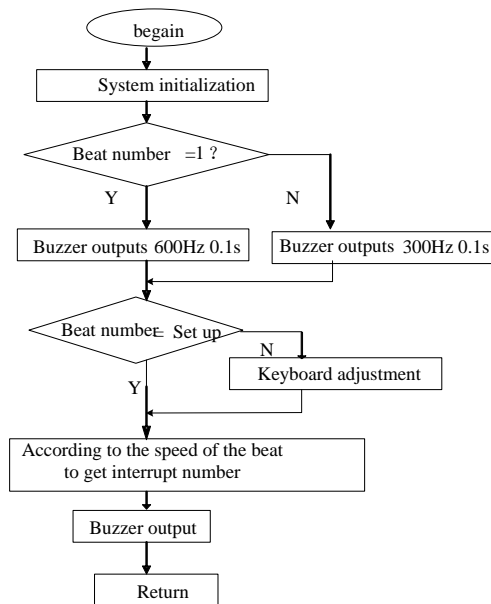 begain
System initialization
Beat number =1 ?
Y
N
Buzzer outputs 600Hz 0.1s
Buzzer outputs 300Hz 0.1s
Beat number= Set up
N
Y
Keyboard adjustment
According to the speed of the beat
to get interrupt number
Buzzer output
Return